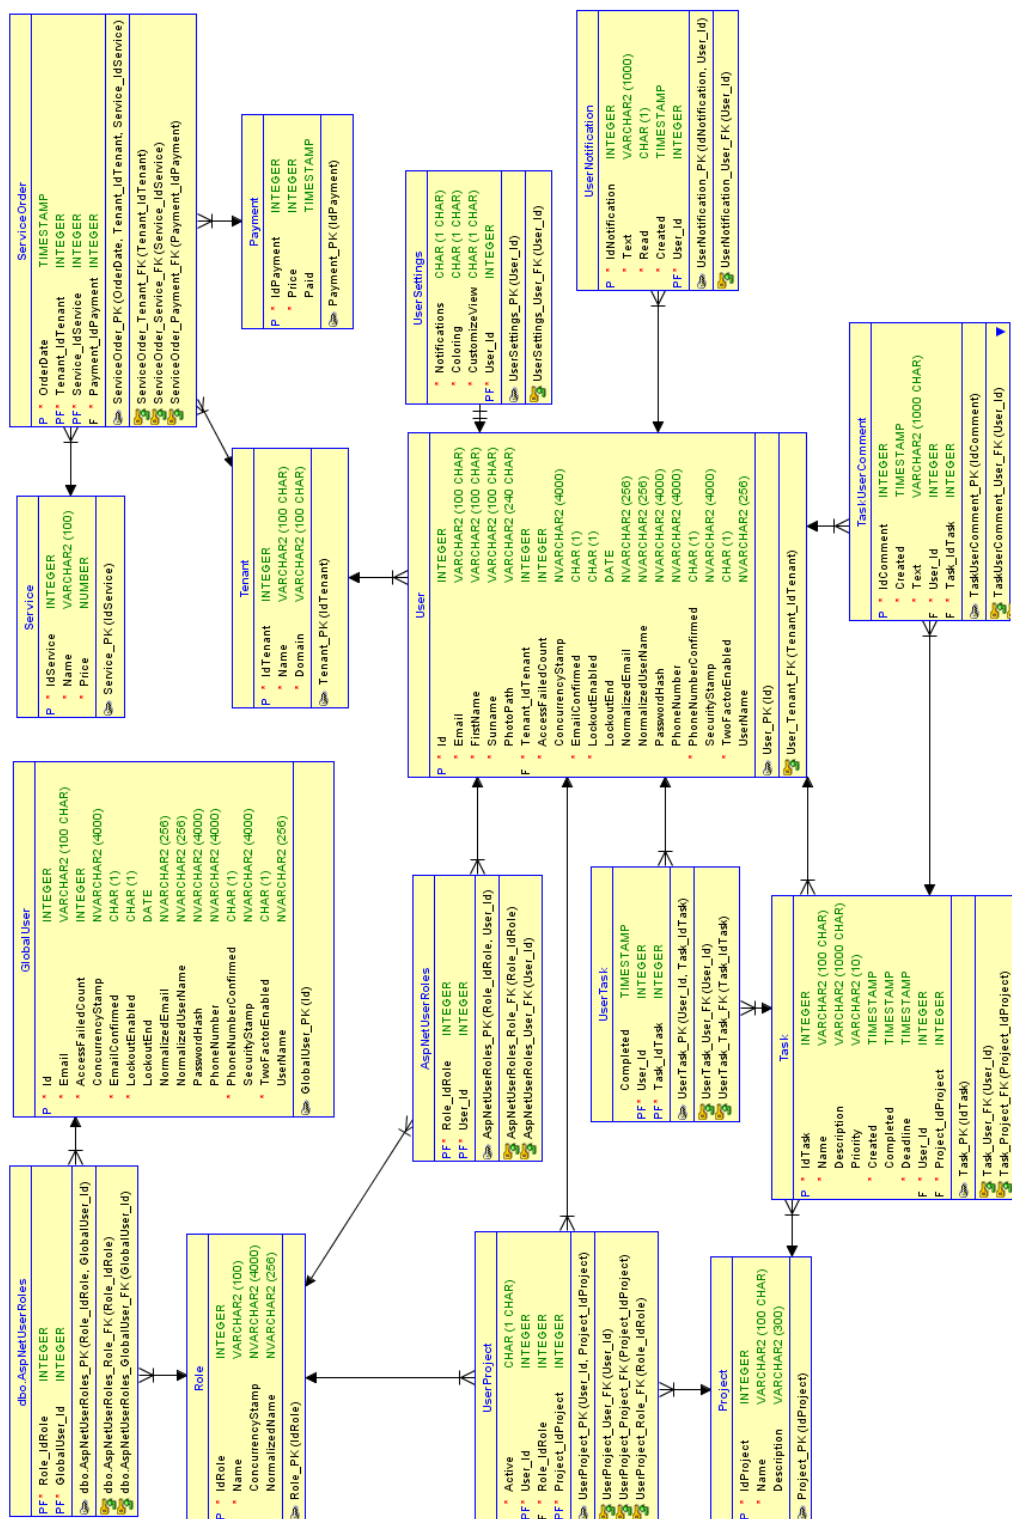 ServiceOrder
P * OrderDate TIMESTAMP
PF* Tenant_IdTenant INTEGER
PF* Service_IdService INTEGER
F * Payment_IdPayment INTEGER
ServiceOrder_PK (OrderDate, Tenant_IdTenant, Service_IdService)
ServiceOrder_Tenant_FK (Tenant_IdTenant)
ServiceOrder_Service_FK (Service_IdService)
ServiceOrder_Payment_FK (Payment_IdPayment)
Payment
P * IdPayment INTEGER
* Price INTEGER
Paid TIMESTAMP
Payment_PK (IdPayment)
UserSettings
* Notifications CHAR (1 CHAR)
* Coloring CHAR (1 CHAR)
* CustomizeView CHAR (1 CHAR)
PF* User_Id INTEGER
UserSettings_PK (User_Id)
UserSettings_User_FK (User_Id)
UserNotification
P * IdNotification INTEGER
* Text VARCHAR2 (1000)
* Read CHAR (1)
* Created TIMESTAMP
PF* User_Id INTEGER
UserNotification_PK (IdNotification, User_Id)
UserNotification_User_FK (User_Id)
Service
P * IdService INTEGER
* Name VARCHAR2 (100)
* Price NUMBER
Service_PK (IdService)
Tenant
P * IdTenant INTEGER
* Name VARCHAR2 (100 CHAR)
* Domain VARCHAR2 (100 CHAR)
Tenant_PK (IdTenant)
User
P * Id INTEGER
* Email VARCHAR2 (100 CHAR)
* FirstName VARCHAR2 (100 CHAR)
* Surname VARCHAR2 (100 CHAR)
PhotoPath VARCHAR2 (240 CHAR)
F * Tenant_IdTenant INTEGER
* AccessFailedCount INTEGER
ConcurrencyStamp NVARCHAR2 (4000)
* EmailConfirmed CHAR (1)
* LockoutEnabled CHAR (1)
LockoutEnd DATE
NormalizedEmail NVARCHAR2 (256)
NormalizedUserName NVARCHAR2 (256)
PasswordHash NVARCHAR2 (4000)
PhoneNumber NVARCHAR2 (4000)
* PhoneNumberConfirmed CHAR (1)
SecurityStamp NVARCHAR2 (4000)
* TwoFactorEnabled CHAR (1)
UserName NVARCHAR2 (256)
User_PK (Id)
User_Tenant_FK (Tenant_IdTenant)
TaskUserComment
P * IdComment INTEGER
* Created TIMESTAMP
* Text VARCHAR2 (1000 CHAR)
F * User_Id INTEGER
F * Task_IdTask INTEGER
TaskUserComment_PK (IdComment)
TaskUserComment_User_FK (User_Id)
GlobalUser
P * Id INTEGER
* Email VARCHAR2 (100 CHAR)
* AccessFailedCount INTEGER
ConcurrencyStamp NVARCHAR2 (4000)
* EmailConfirmed CHAR (1)
* LockoutEnabled CHAR (1)
LockoutEnd DATE
NormalizedEmail NVARCHAR2 (256)
NormalizedUserName NVARCHAR2 (256)
PasswordHash NVARCHAR2 (4000)
PhoneNumber NVARCHAR2 (4000)
* PhoneNumberConfirmed CHAR (1)
SecurityStamp NVARCHAR2 (4000)
* TwoFactorEnabled CHAR (1)
UserName NVARCHAR2 (256)
GlobalUser_PK (Id)
AspNetUserRoles
PF* Role_IdRole INTEGER
PF* User_Id INTEGER
AspNetUserRoles_PK (Role_IdRole, User_Id)
AspNetUserRoles_Role_FK (Role_IdRole)
AspNetUserRoles_User_FK (User_Id)
UserTask
Completed TIMESTAMP
PF* User_Id INTEGER
PF* Task_IdTask INTEGER
UserTask_PK (User_Id, Task_IdTask)
UserTask_User_FK (User_Id)
UserTask_Task_FK (Task_IdTask)
Task
P * IdTask INTEGER
* Name VARCHAR2 (100 CHAR)
Description VARCHAR2 (1000 CHAR)
Priority VARCHAR2 (10)
* Created TIMESTAMP
Completed TIMESTAMP
* Deadline TIMESTAMP
F * User_Id INTEGER
F * Project_IdProject INTEGER
Task_PK (IdTask)
Task_User_FK (User_Id)
Task_Project_FK (Project_IdProject)
dbo.AspNetUserRoles
PF* Role_IdRole INTEGER
PF* GlobalUser_Id INTEGER
dbo.AspNetUserRoles_PK (Role_IdRole, GlobalUser_Id)
dbo.AspNetUserRoles_Role_FK (Role_IdRole)
dbo.AspNetUserRoles_GlobalUser_FK (GlobalUser_Id)
Role
P * IdRole INTEGER
* Name VARCHAR2 (100)
ConcurrencyStamp NVARCHAR2 (4000)
NormalizedName NVARCHAR2 (256)
Role_PK (IdRole)
UserProject
* Active CHAR (1 CHAR)
PF* User_Id INTEGER
F * Role_IdRole INTEGER
PF* Project_IdProject INTEGER
UserProject_PK (User_Id, Project_IdProject)
UserProject_User_FK (User_Id)
UserProject_Project_FK (Project_IdProject)
UserProject_Role_FK (Role_IdRole)
Project
P * IdProject INTEGER
* Name VARCHAR2 (100 CHAR)
Description VARCHAR2 (300)
Project_PK (IdProject)